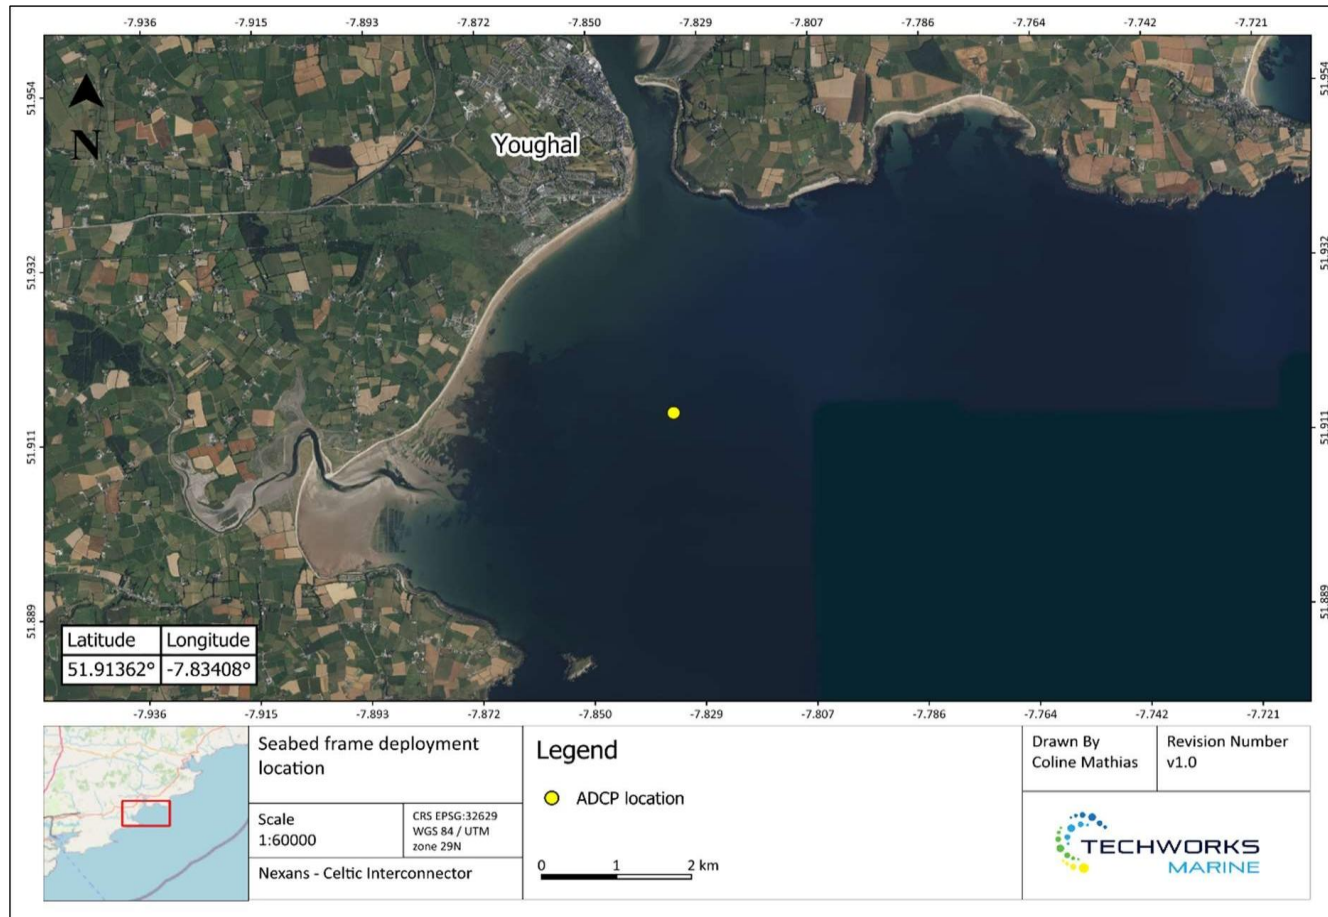 -7.936 -7.915 -7.893 -7.872 -7.850 -7.829 -7.807 -7.786 -7.764 -7.742 -7.721
51.954 51.954
N
Youghal
51.932 51.932
51.911 51.911
51.889 51.889
Latitude Longitude
51.91362° -7.83408°
-7.936 -7.915 -7.893 -7.872 -7.850 -7.829 -7.807 -7.786 -7.764 -7.742 -7.721
Seabed frame deployment
location
Scale
1:60000
CRS EPSG:32629
WGS 84 / UTM
zone 29N
Nexans - Celtic Interconnector
Legend
ADCP location
0 1 2 km
Drawn By
Coline Mathias
Revision Number
v1.0
TECHWORKS
MARINE